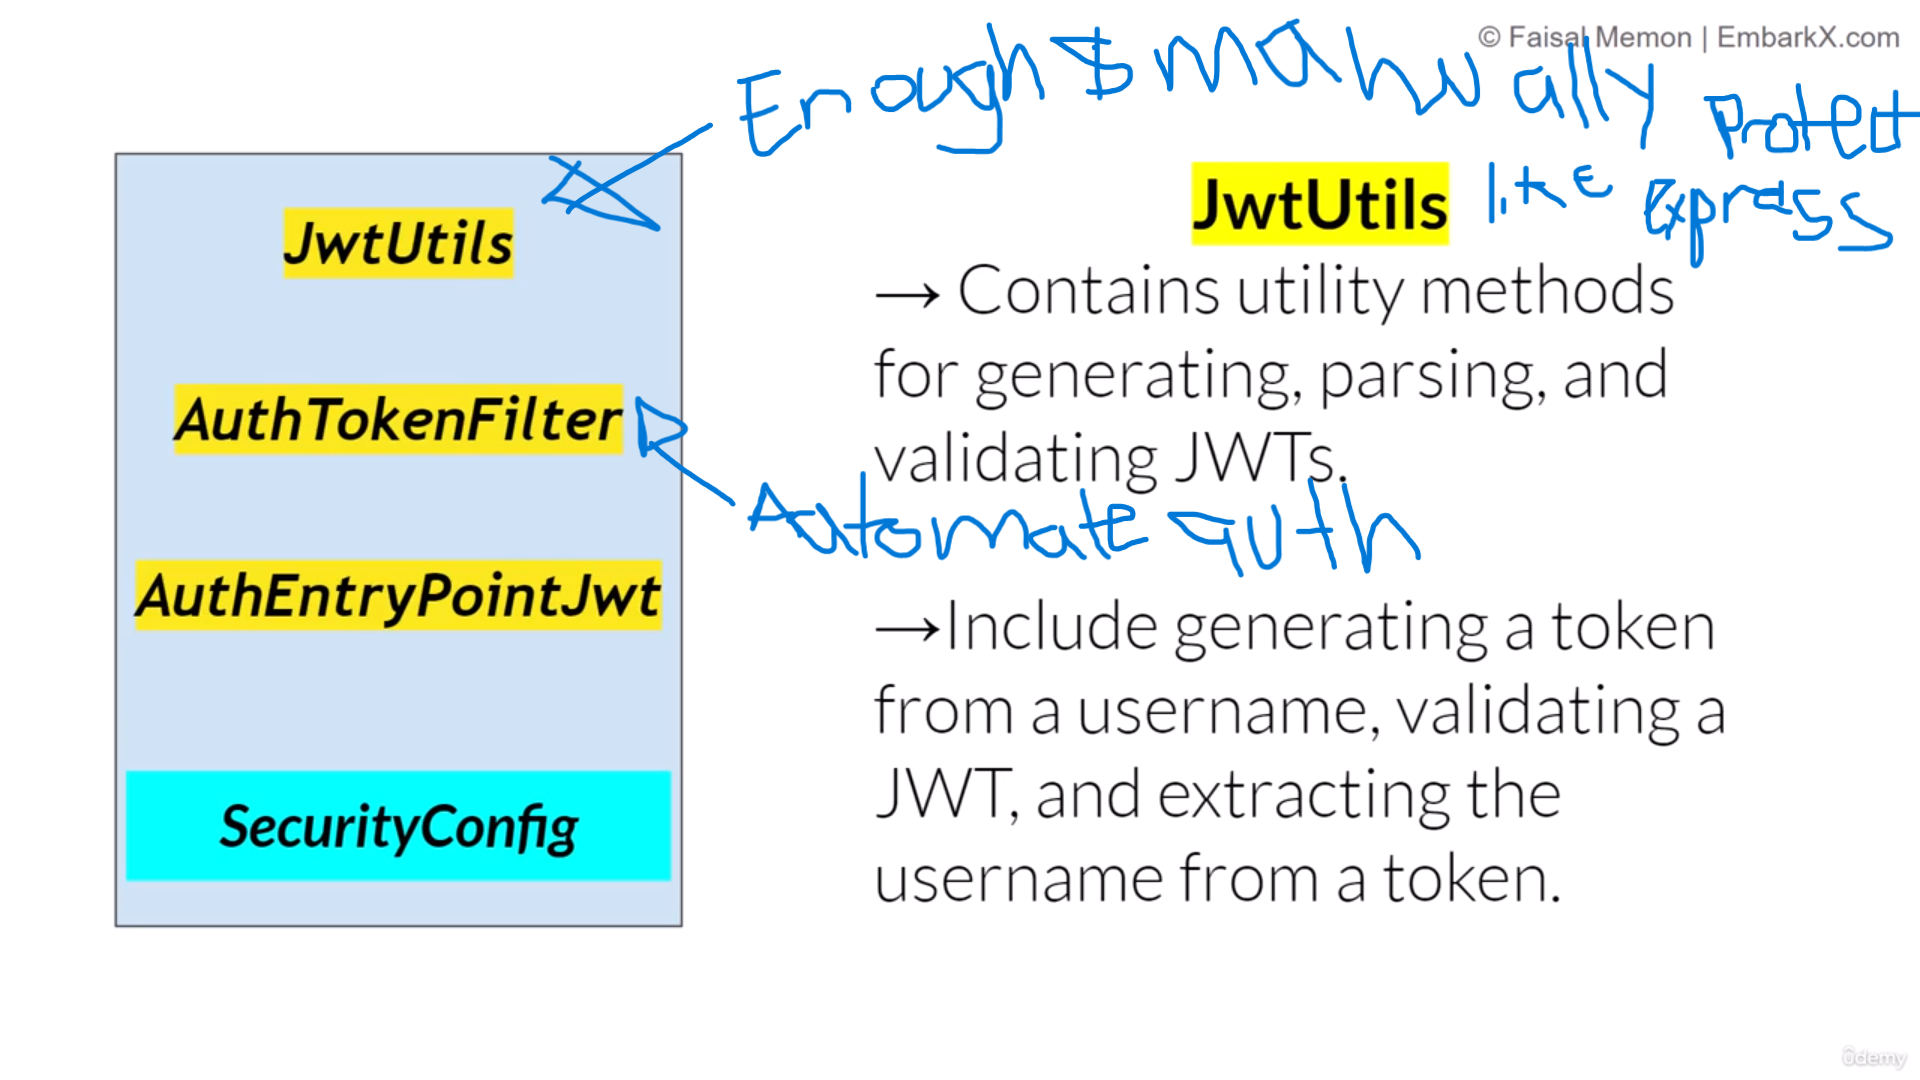 © Faisal Memon | EmbarkX.com
Enough & manually Protect
like Express
JwtUtils
AuthTokenFilter
AuthEntryPointJwt
SecurityConfig
JwtUtils
→ Contains utility methods
for generating, parsing, and
validating JWTs.
Automate auth
→Include generating a token
from a username, validating a
JWT, and extracting the
username from a token.
ûdemy